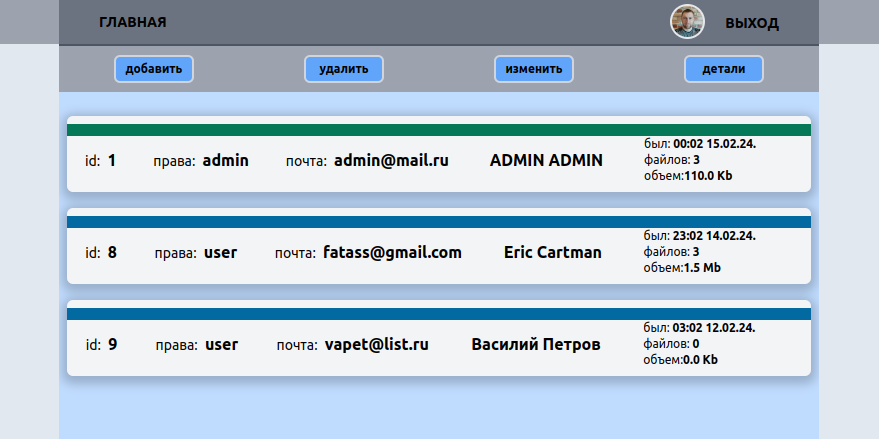 ГЛАВНАЯ ВЫХОД
добавить удалить изменить детали
id: 1 права: admin почта: admin@mail.ru ADMIN ADMIN
был: 00:02 15.02.24.
файлов: 3
объем:110.0 Kb
id: 8 права: user почта: fatass@gmail.com Eric Cartman
был: 23:02 14.02.24.
файлов: 3
объем:1.5 Mb
id: 9 права: user почта: vapet@list.ru Василий Петров
был: 03:02 12.02.24.
файлов: 0
объем:0.0 Kb